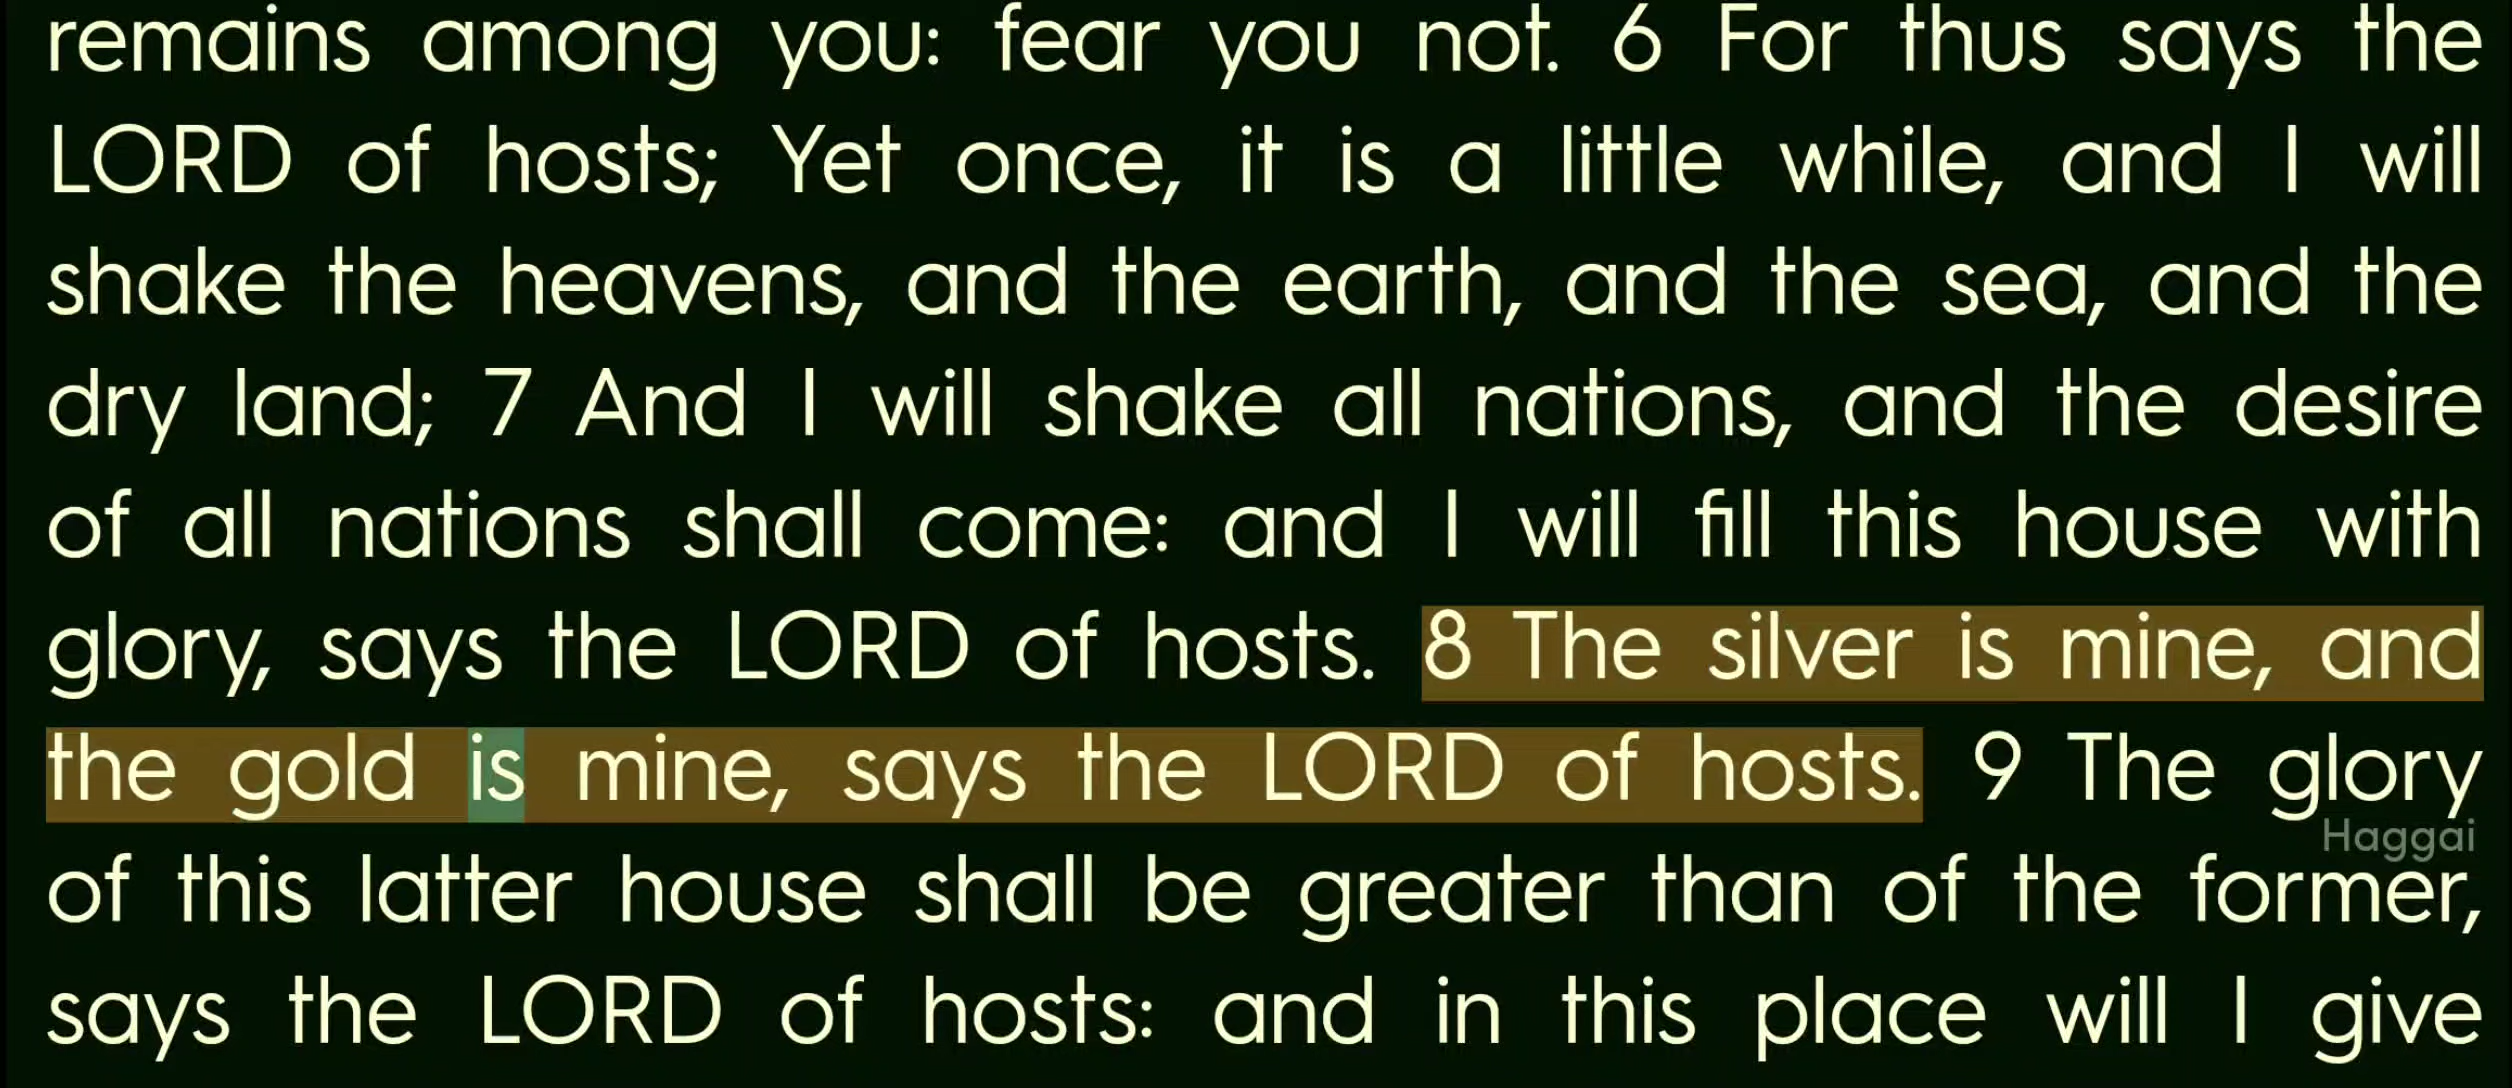 remains among you: fear you not. 6 For thus says the
LORD of hosts; Yet once, it is a little while, and I will
shake the heavens, and the earth, and the sea, and the
dry land; 7 And I will shake all nations, and the desire
of all nations shall come: and I will fill this house with
glory, says the LORD of hosts. 8 The silver is mine, and
the gold is mine, says the LORD of hosts. 9 The glory
Haggai
of this latter house shall be greater than of the former,
says the LORD of hosts: and in this place will I give